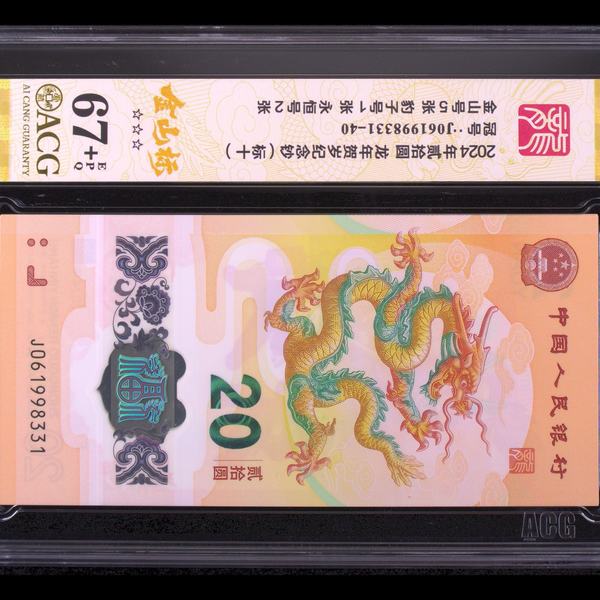 2024年贰拾圆 龙年贺岁纪念钞(标十)
冠号:J061998331-40
金山号5张 豹子号1张 永恒号2张
金山标
☆☆☆
67+
E
PQ
ACG
AI CANG GUARANTY
中国人民银行
20
贰拾圆
J061998331
ACG